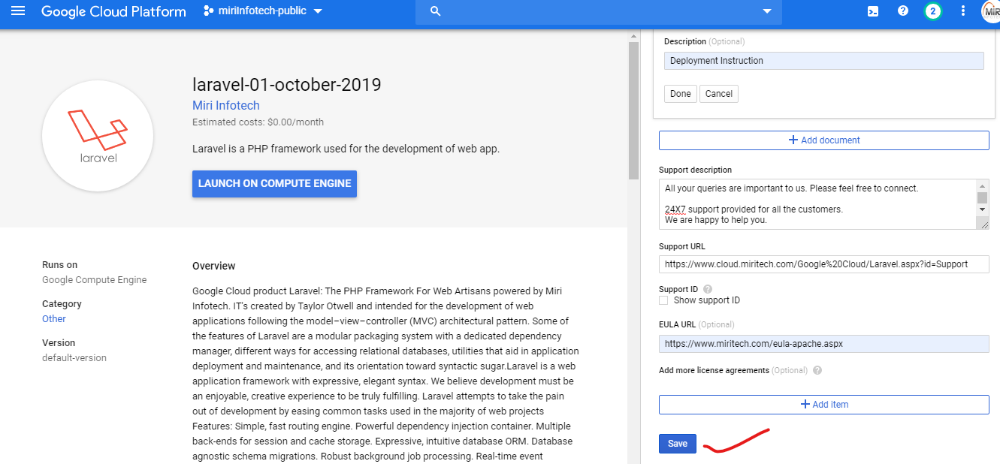 Google Cloud Platform
miriInfotech-public
2
MiR
laravel
laravel-01-october-2019
Miri Infotech
Estimated costs: $0.00/month
Laravel is a PHP framework used for the development of web app.
LAUNCH ON COMPUTE ENGINE
Runs on
Google Compute Engine
Category
Other
Version
default-version
Overview
Google Cloud product Laravel: The PHP Framework For Web Artisans powered by Miri
Infotech. IT's created by Taylor Otwell and intended for the development of web
applications following the model–view–controller (MVC) architectural pattern. Some of
the features of Laravel are a modular packaging system with a dedicated dependency
manager, different ways for accessing relational databases, utilities that aid in application
deployment and maintenance, and its orientation toward syntactic sugar.Laravel is a web
application framework with expressive, elegant syntax. We believe development must be
an enjoyable, creative experience to be truly fulfilling. Laravel attempts to take the pain
out of development by easing common tasks used in the majority of web projects
Features: Simple, fast routing engine. Powerful dependency injection container. Multiple
back-ends for session and cache storage. Expressive, intuitive database ORM. Database
agnostic schema migrations. Robust background job processing. Real-time event
Description (Optional)
Deployment Instruction
Done
Cancel
Add document
Support description
All your queries are important to us. Please feel free to connect.
24X7 support provided for all the customers.
We are happy to help you.
Support URL
https://www.cloud.miritech.com/Google%20Cloud/Laravel.aspx?id=Support
Support ID
Show support ID
EULA URL (Optional)
https://www.miritech.com/eula-apache.aspx
Add more license agreements (Optional)
Add item
Save